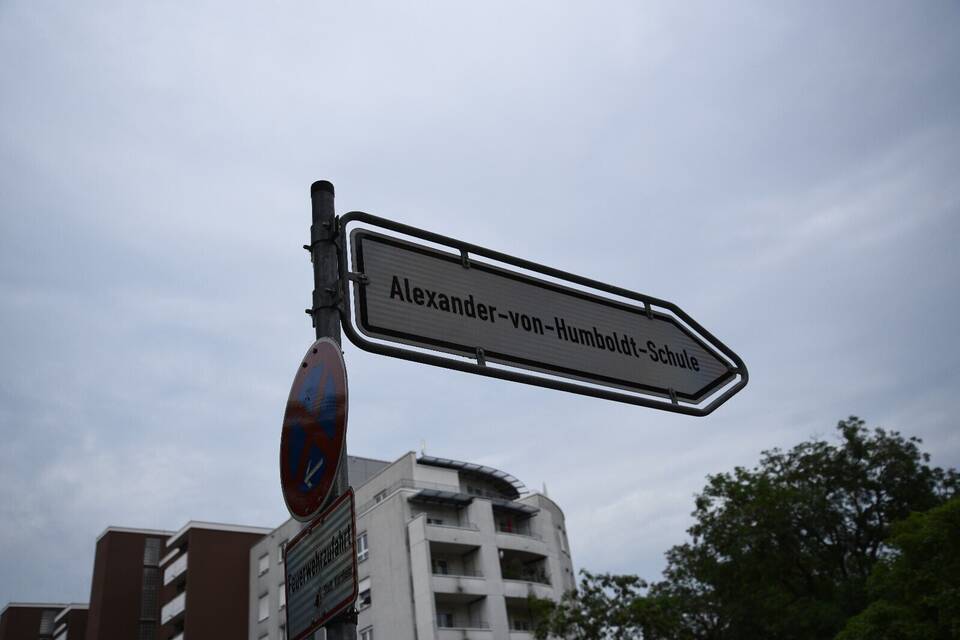 Alexander-von-Humboldt-Schule
Feuerwehrzufahrt